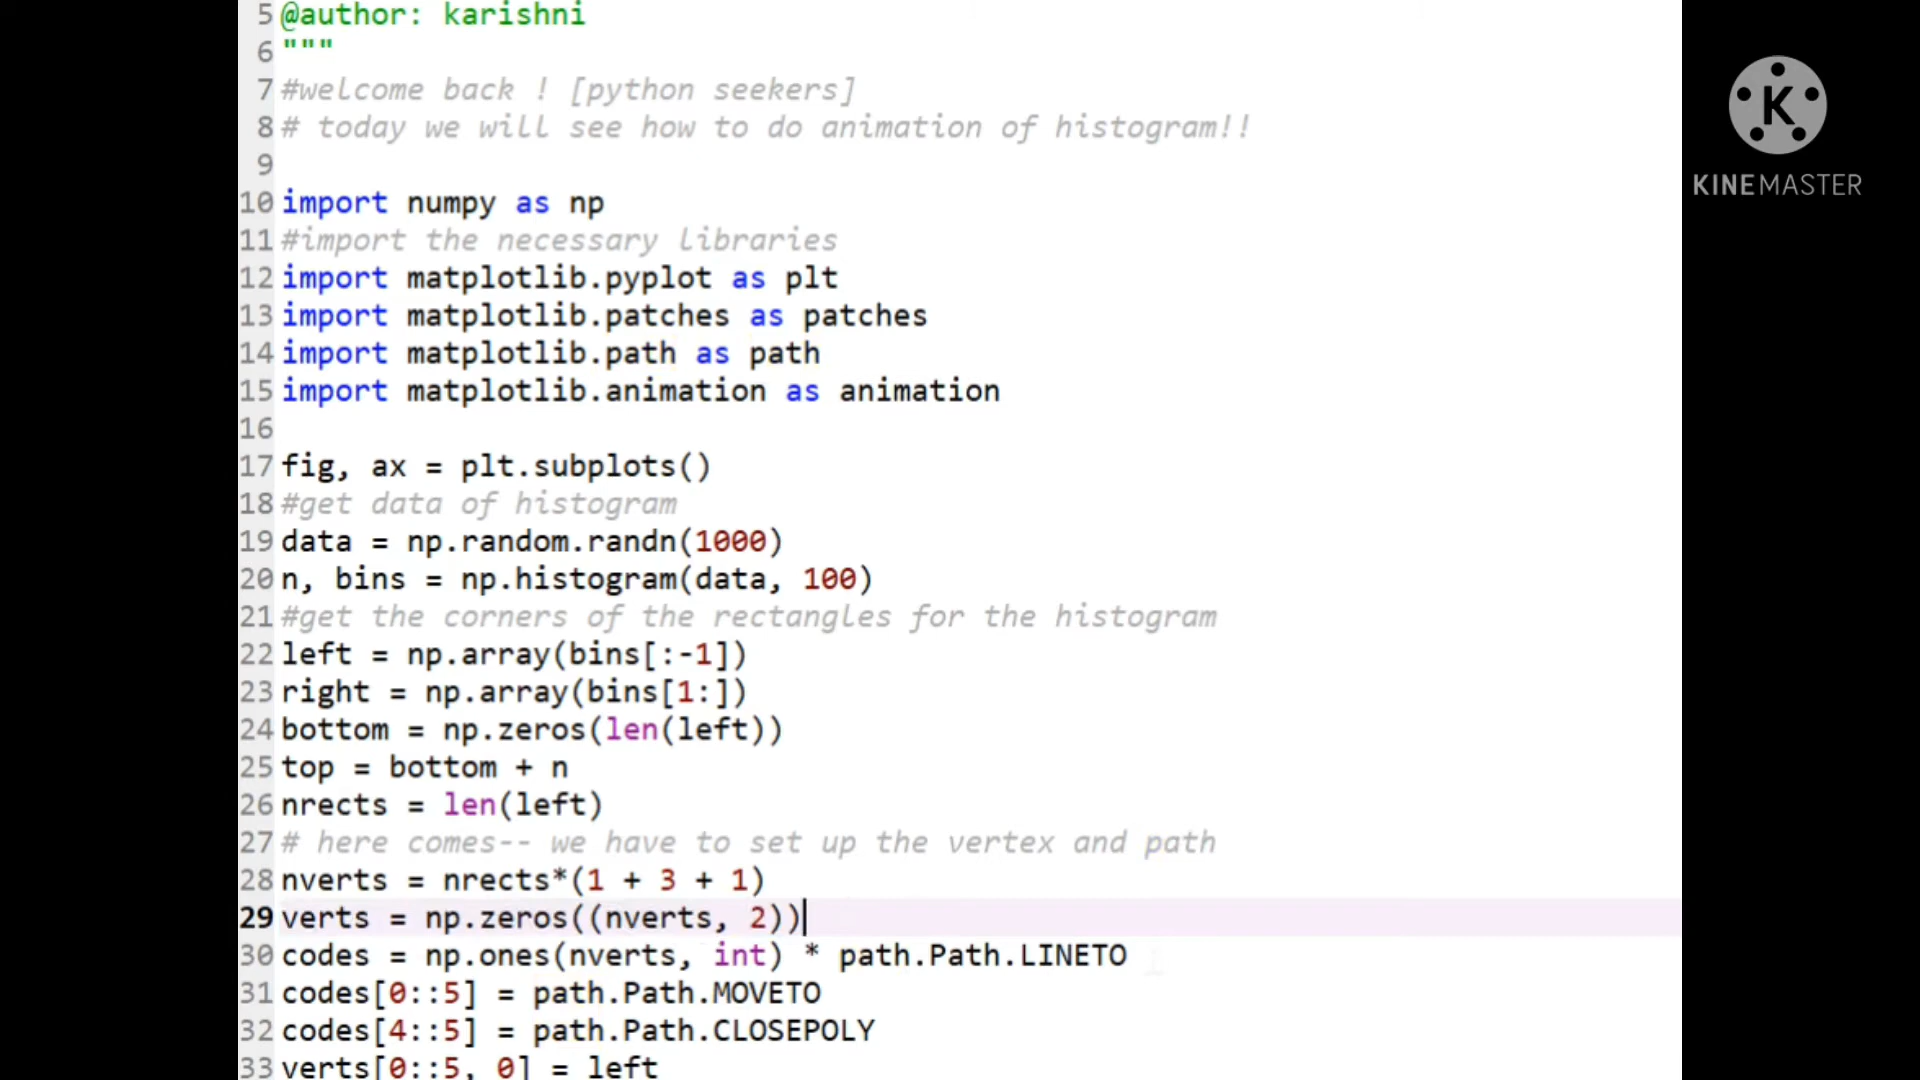 5 @author: karishni
6 """
7 #welcome back ! [python seekers]
8 # today we will see how to do animation of histogram!!
9
10 import numpy as np
11 #import the necessary libraries
12 import matplotlib.pyplot as plt
13 import matplotlib.patches as patches
14 import matplotlib.path as path
15 import matplotlib.animation as animation
16
17 fig, ax = plt.subplots()
18 #get data of histogram
19 data = np.random.randn(1000)
20 n, bins = np.histogram(data, 100)
21 #get the corners of the rectangles for the histogram
22 left = np.array(bins[:-1])
23 right = np.array(bins[1:])
24 bottom = np.zeros(len(left))
25 top = bottom + n
26 nrects = len(left)
27 # here comes-- we have to set up the vertex and path
28 nverts = nrects*(1 + 3 + 1)
29 verts = np.zeros((nverts, 2))
30 codes = np.ones(nverts, int) * path.Path.LINETO
31 codes[0::5] = path.Path.MOVETO
32 codes[4::5] = path.Path.CLOSEPOLY
33 verts[0::5, 0] = left
K
KINEMASTER